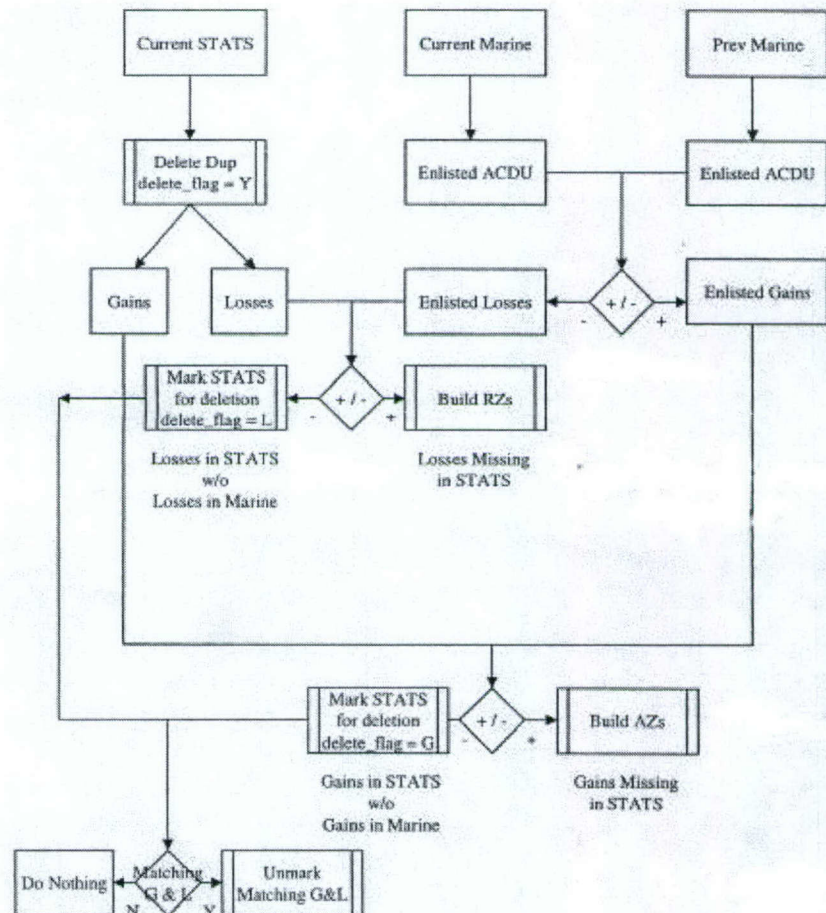 Current STATS
Current Marine
Prev Marine
Delete Dup
delete_flag = Y
Enlisted ACDU
Enlisted ACDU
Gains
Losses
Enlisted Losses
+ / -
-
+
Enlisted Gains
Mark STATS
for deletion
delete_flag = L
+ / -
-
+
Build RZs
Losses in STATS
w/o
Losses in Marine
Losses Missing
in STATS
Mark STATS
for deletion
delete_flag = G
+ / -
-
+
Build AZs
Gains in STATS
w/o
Gains in Marine
Gains Missing
in STATS
Do Nothing
Matching
G & L
N
Y
Unmark
Matching G&L